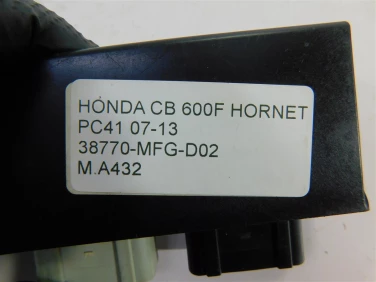 HONDA CB 600F HORNET
PC41 07-13
38770-MFG-D02
M.A432